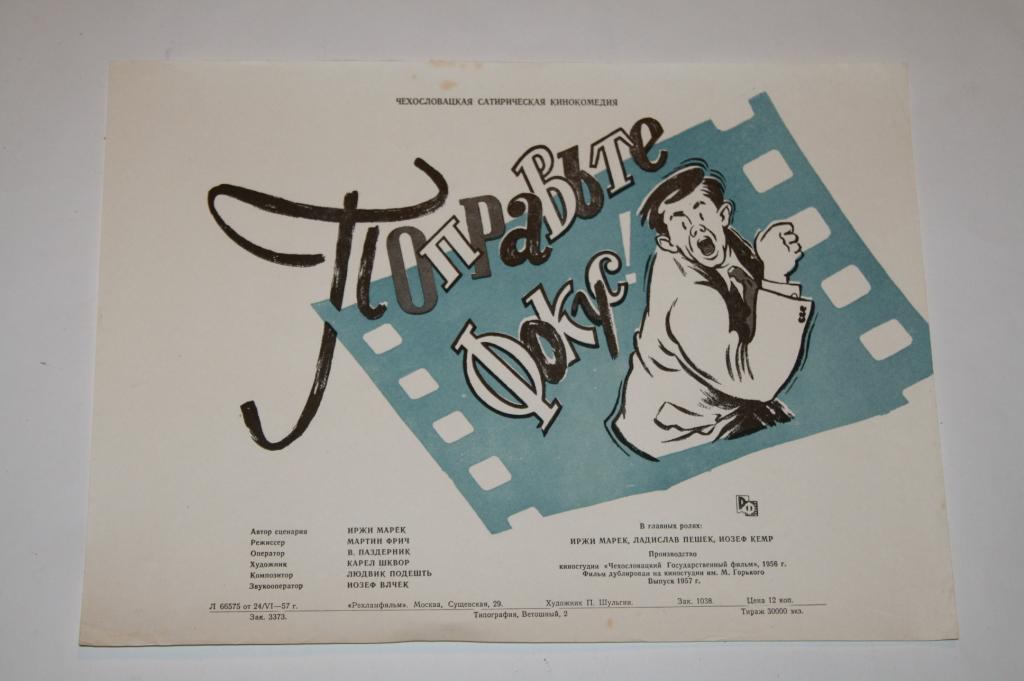 ЧЕХОСЛОВАЦКАЯ САТИРИЧЕСКАЯ КИНОКОМЕДИЯ
Поправьте
Фокус!
Автор сценария ИРЖИ МАРЕК
Режиссер МАРТИН ФРИЧ
Оператор В. ПАЗДЕРНИК
Художник КАРЕЛ ШКВОР
Композитор ЛЮДВИК ПОДЕШТЬ
Звукооператор ИОЗЕФ ВЛЧЕК
РФ
В главных ролях:
ИРЖИ МАРЕК, ЛАДИСЛАВ ПЕШЕК, ИОЗЕФ КЕМР
Производство
киностудии «Чехословацкий Государственный фильм», 1956 г.
Фильм дублирован на киностудии им. М. Горького
Выпуск 1957 г.
Л 66575 от 24/VI—57 г. «Рекламфильм». Москва, Сущевская, 29. Художник П. Шульгин. Зак. 1038. Цена 12 коп.
Зак. 3373. Типография, Ветошный, 2 Тираж 30000 экз.